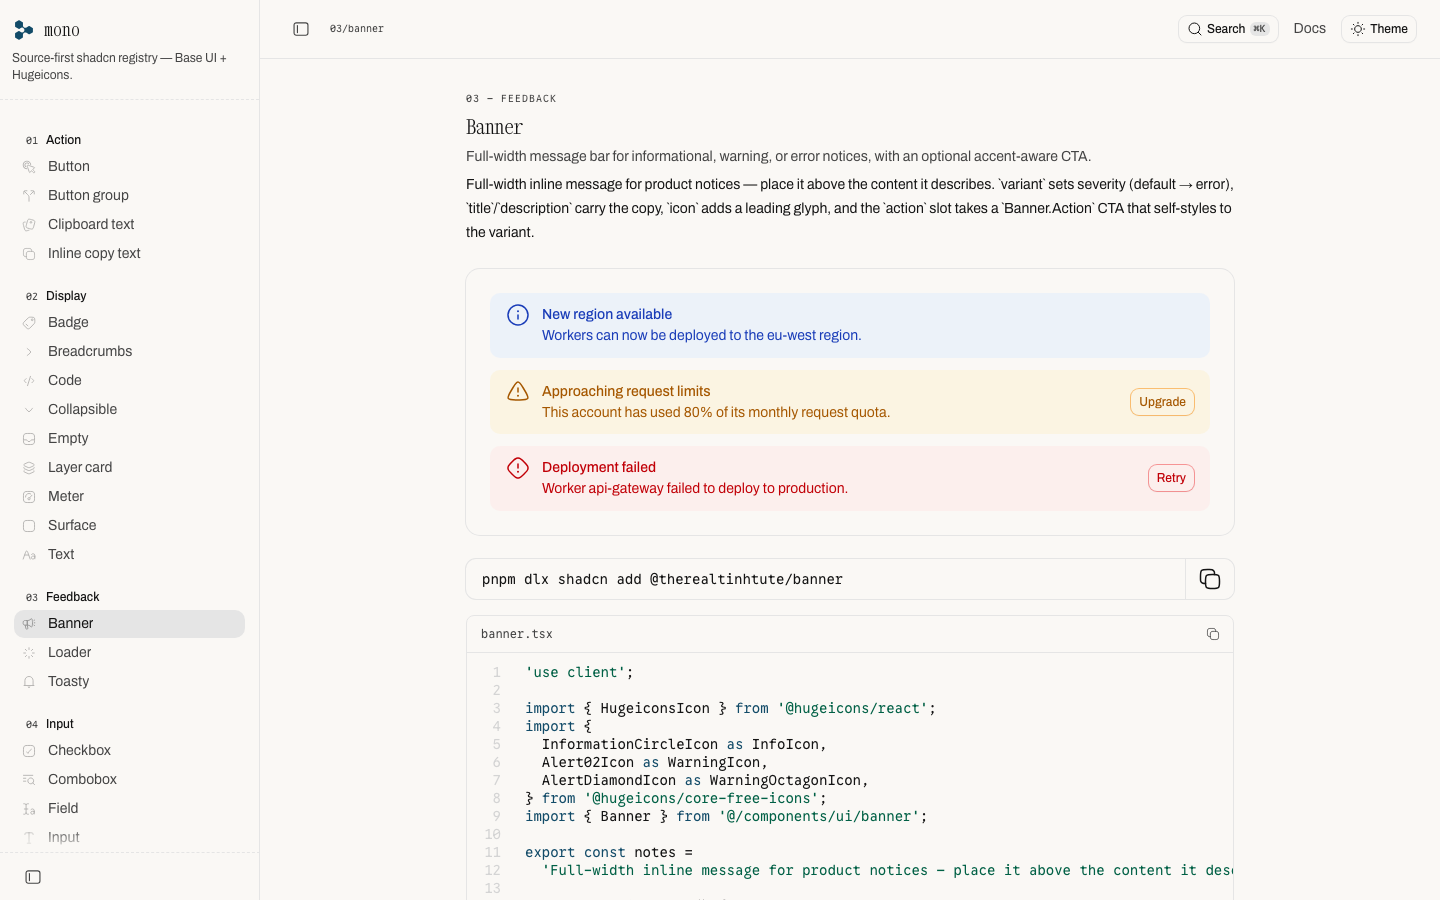 mono
Source-first shadcn registry — Base UI +
Hugeicons.
01 Action
Button
Button group
Clipboard text
Inline copy text
02 Display
Badge
Breadcrumbs
Code
Collapsible
Empty
Layer card
Meter
Surface
Text
03 Feedback
Banner
Loader
Toasty
04 Input
Checkbox
Combobox
Field
Input
03/banner
Search ⌘K
Docs
Theme
03 — FEEDBACK
Banner
Full-width message bar for informational, warning, or error notices, with an optional accent-aware CTA.
Full-width inline message for product notices — place it above the content it describes. `variant` sets severity (default → error),
`title`/`description` carry the copy, `icon` adds a leading glyph, and the `action` slot takes a `Banner.Action` CTA that self-styles to
the variant.
New region available
Workers can now be deployed to the eu-west region.
Approaching request limits
This account has used 80% of its monthly request quota.
Upgrade
Deployment failed
Worker api-gateway failed to deploy to production.
Retry
pnpm dlx shadcn add @therealtinhtute/banner
banner.tsx
1 'use client';
2
3 import { HugeiconsIcon } from '@hugeicons/react';
4 import {
5 InformationCircleIcon as InfoIcon,
6 Alert02Icon as WarningIcon,
7 AlertDiamondIcon as WarningOctagonIcon,
8 } from '@hugeicons/core-free-icons';
9 import { Banner } from '@/components/ui/banner';
10
11 export const notes =
12 'Full-width inline message for product notices — place it above the content it desc
13